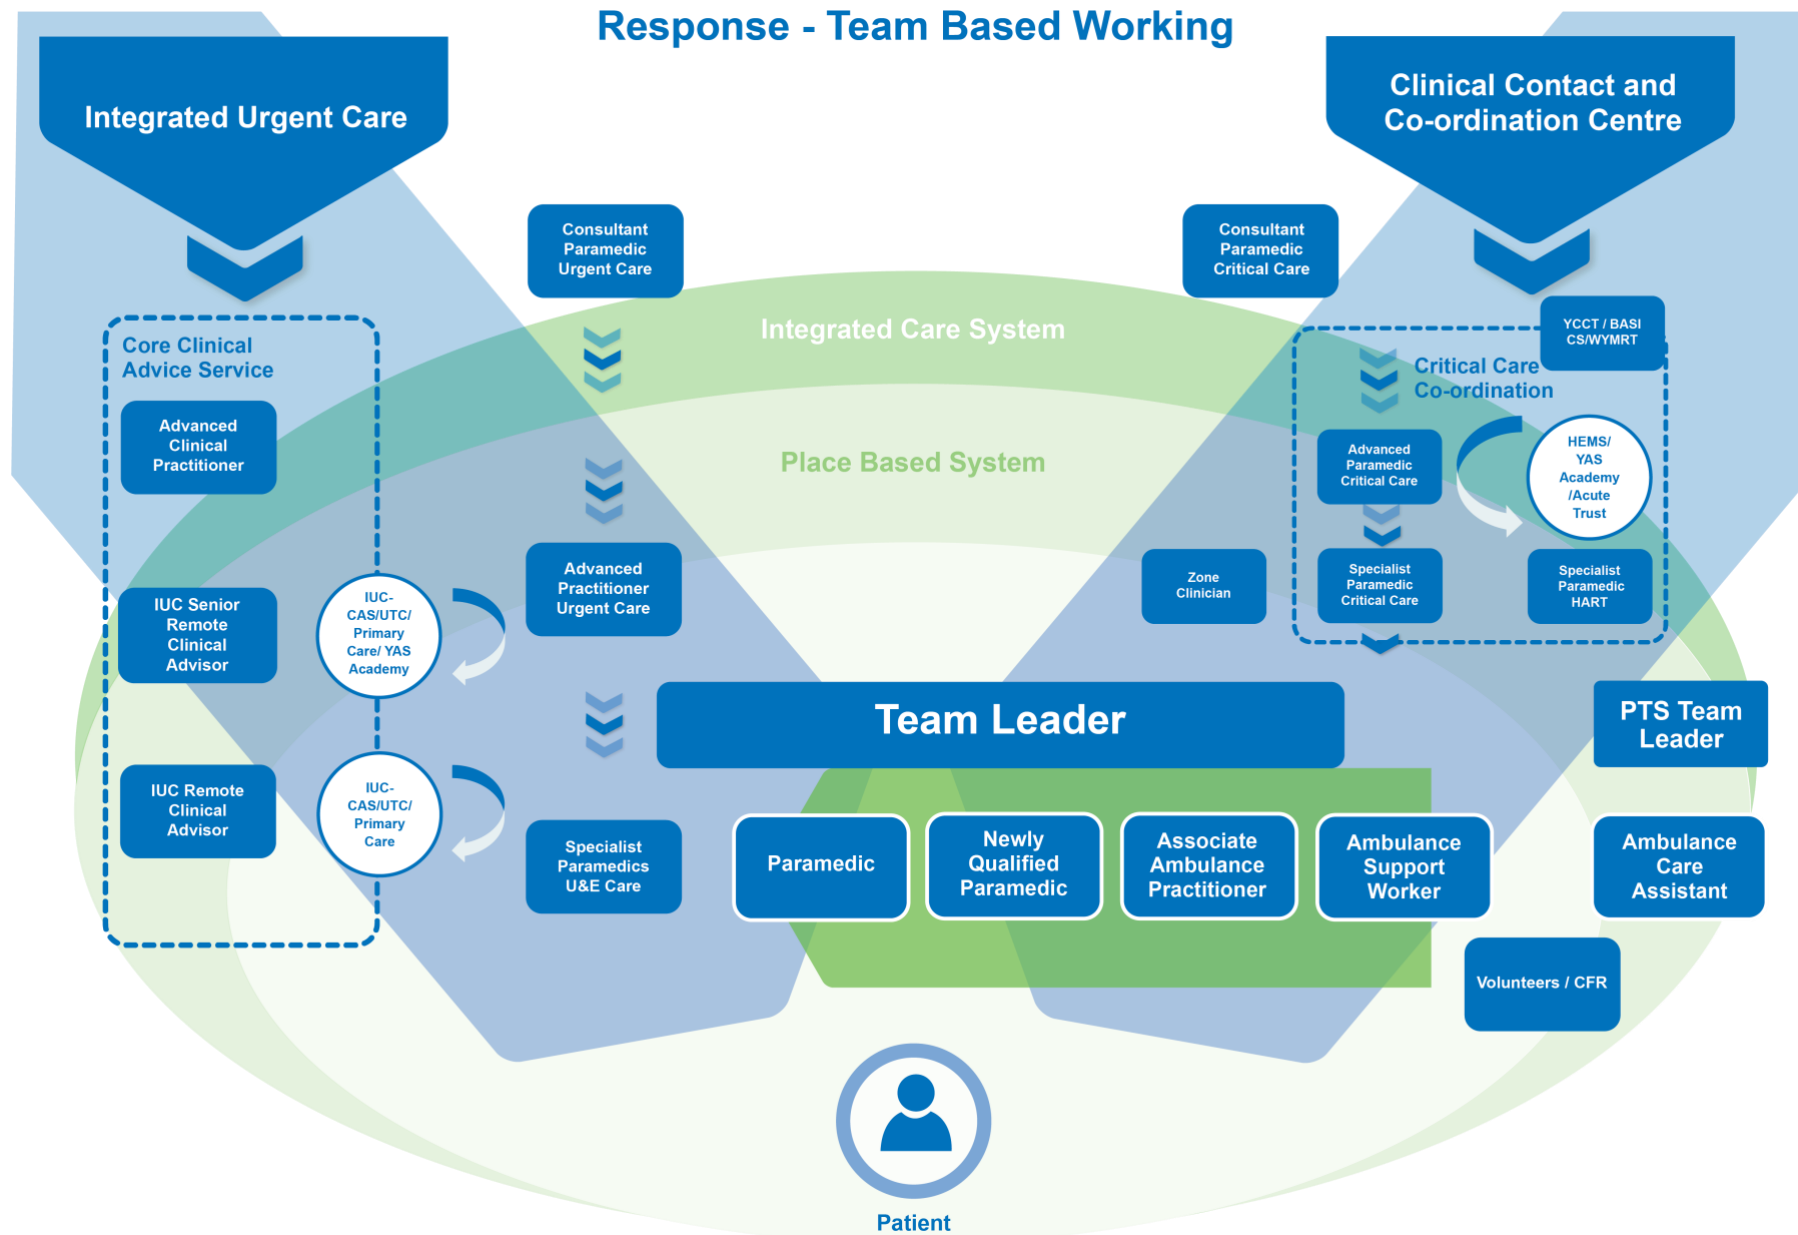 Response - Team Based Working
Integrated Urgent Care
Clinical Contact and
Co-ordination Centre
Consultant
Paramedic
Urgent Care
Consultant
Paramedic
Critical Care
Integrated Care System
Place Based System
Core Clinical
Advice Service
Advanced
Clinical
Practitioner
IUC Senior
Remote
Clinical
Advisor
IUC-
CAS/UTC/
Primary
Care/ YAS
Academy
Advanced
Practitioner
Urgent Care
IUC Remote
Clinical
Advisor
IUC-
CAS/UTC/
Primary
Care
Specialist
Paramedics
U&E Care
YCCT / BASI
CS/WYMRT
Critical Care
Co-ordination
Advanced
Paramedic
Critical Care
HEMS/
YAS
Academy
/Acute
Trust
Zone
Clinician
Specialist
Paramedic
Critical Care
Specialist
Paramedic
HART
Team Leader
PTS Team
Leader
Paramedic
Newly
Qualified
Paramedic
Associate
Ambulance
Practitioner
Ambulance
Support
Worker
Ambulance
Care
Assistant
Volunteers / CFR
Patient